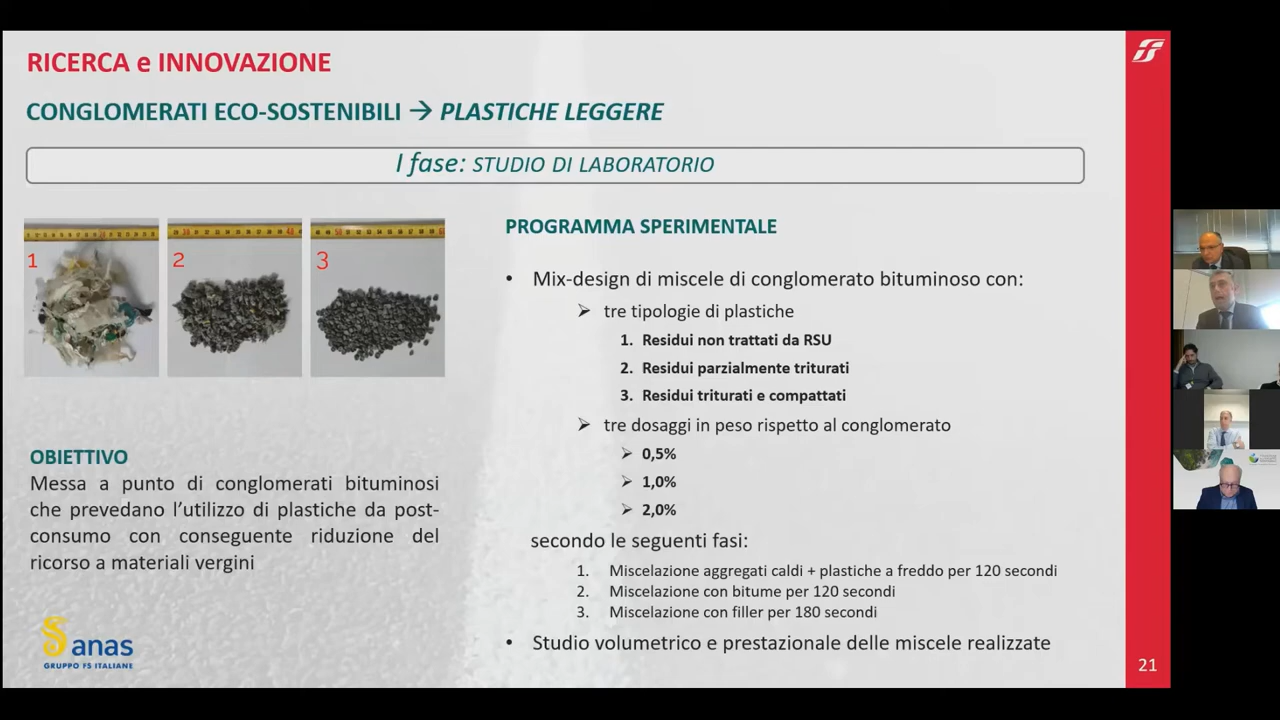 RICERCA e INNOVAZIONE
CONGLOMERATI ECO-SOSTENIBILI → PLASTICHE LEGGERE
I fase: STUDIO DI LABORATORIO
1
2
3
OBIETTIVO
Messa a punto di conglomerati bituminosi
che prevedano l’utilizzo di plastiche da post-
consumo con conseguente riduzione del
ricorso a materiali vergini
PROGRAMMA SPERIMENTALE
• Mix-design di miscele di conglomerato bituminoso con:
➢ tre tipologie di plastiche
1. Residui non trattati da RSU
2. Residui parzialmente triturati
3. Residui triturati e compattati
➢ tre dosaggi in peso rispetto al conglomerato
➢ 0,5%
➢ 1,0%
➢ 2,0%
secondo le seguenti fasi:
1. Miscelazione aggregati caldi + plastiche a freddo per 120 secondi
2. Miscelazione con bitume per 120 secondi
3. Miscelazione con filler per 180 secondi
• Studio volumetrico e prestazionale delle miscele realizzate
anas
GRUPPO FS ITALIANE
21